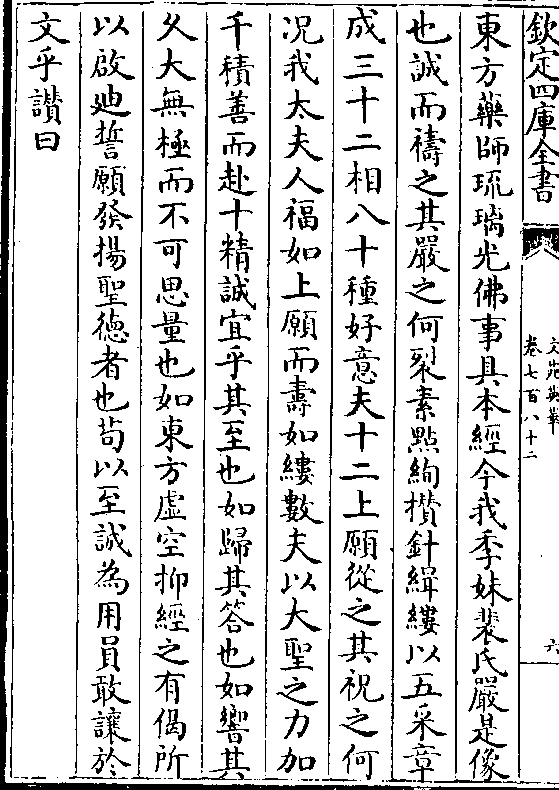 欽定四庫全書
文苑英華
卷七百八十二
六
東方藥師琉璃光佛事具本經今我季妹裴氏嚴是像
也誠而禱之其嚴之何裂素點絢攢針緝縷以五采章
成三十二相八十種好意夫十二上願從之其祝之何
况我太夫人福如上願而壽如縷數夫以大聖之力加
千積善而赴十精誠宜乎其至也如歸其答也如響其
久大無極而不可思量也如東方虛空抑經之有偈所
以啟廸誓願發揚聖德者也茍以至誠為用員敢讓於
文乎讃曰